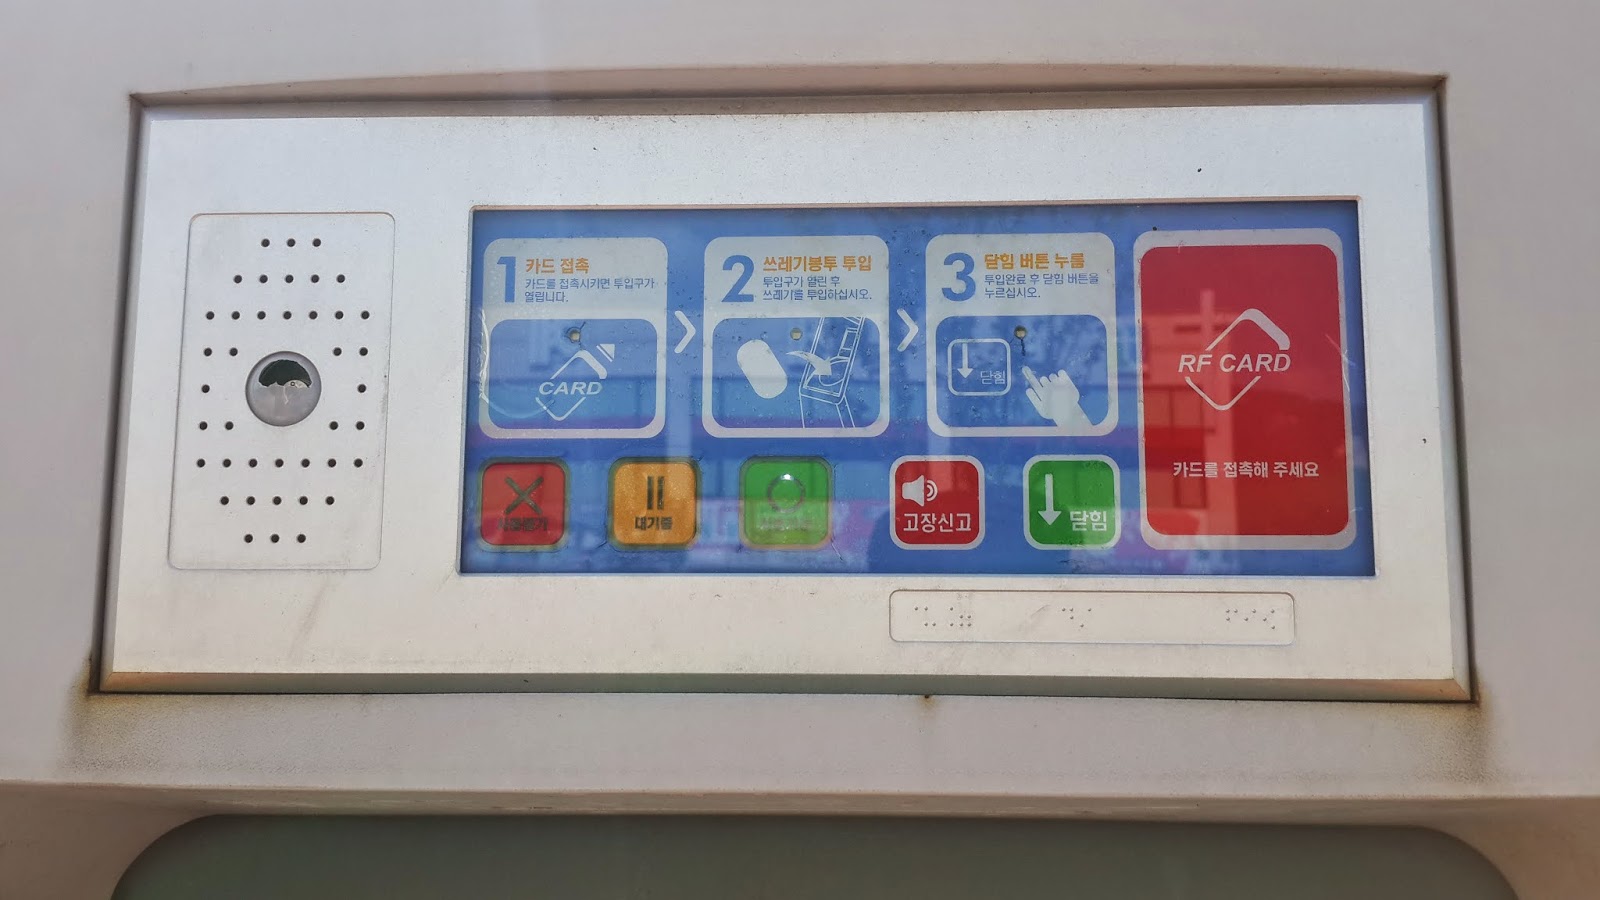 1 카드 접촉
카드를 접촉시키면 투입구가
열립니다.
CARD
2 쓰레기봉투 투입
투입구가 열린 후
쓰레기를 투입하십시오.
3 닫힘 버튼 누름
투입완료 후 닫힘 버튼을
누르십시오.
닫힘
RF CARD
카드를 접촉해 주세요
대기중
고장신고
닫힘